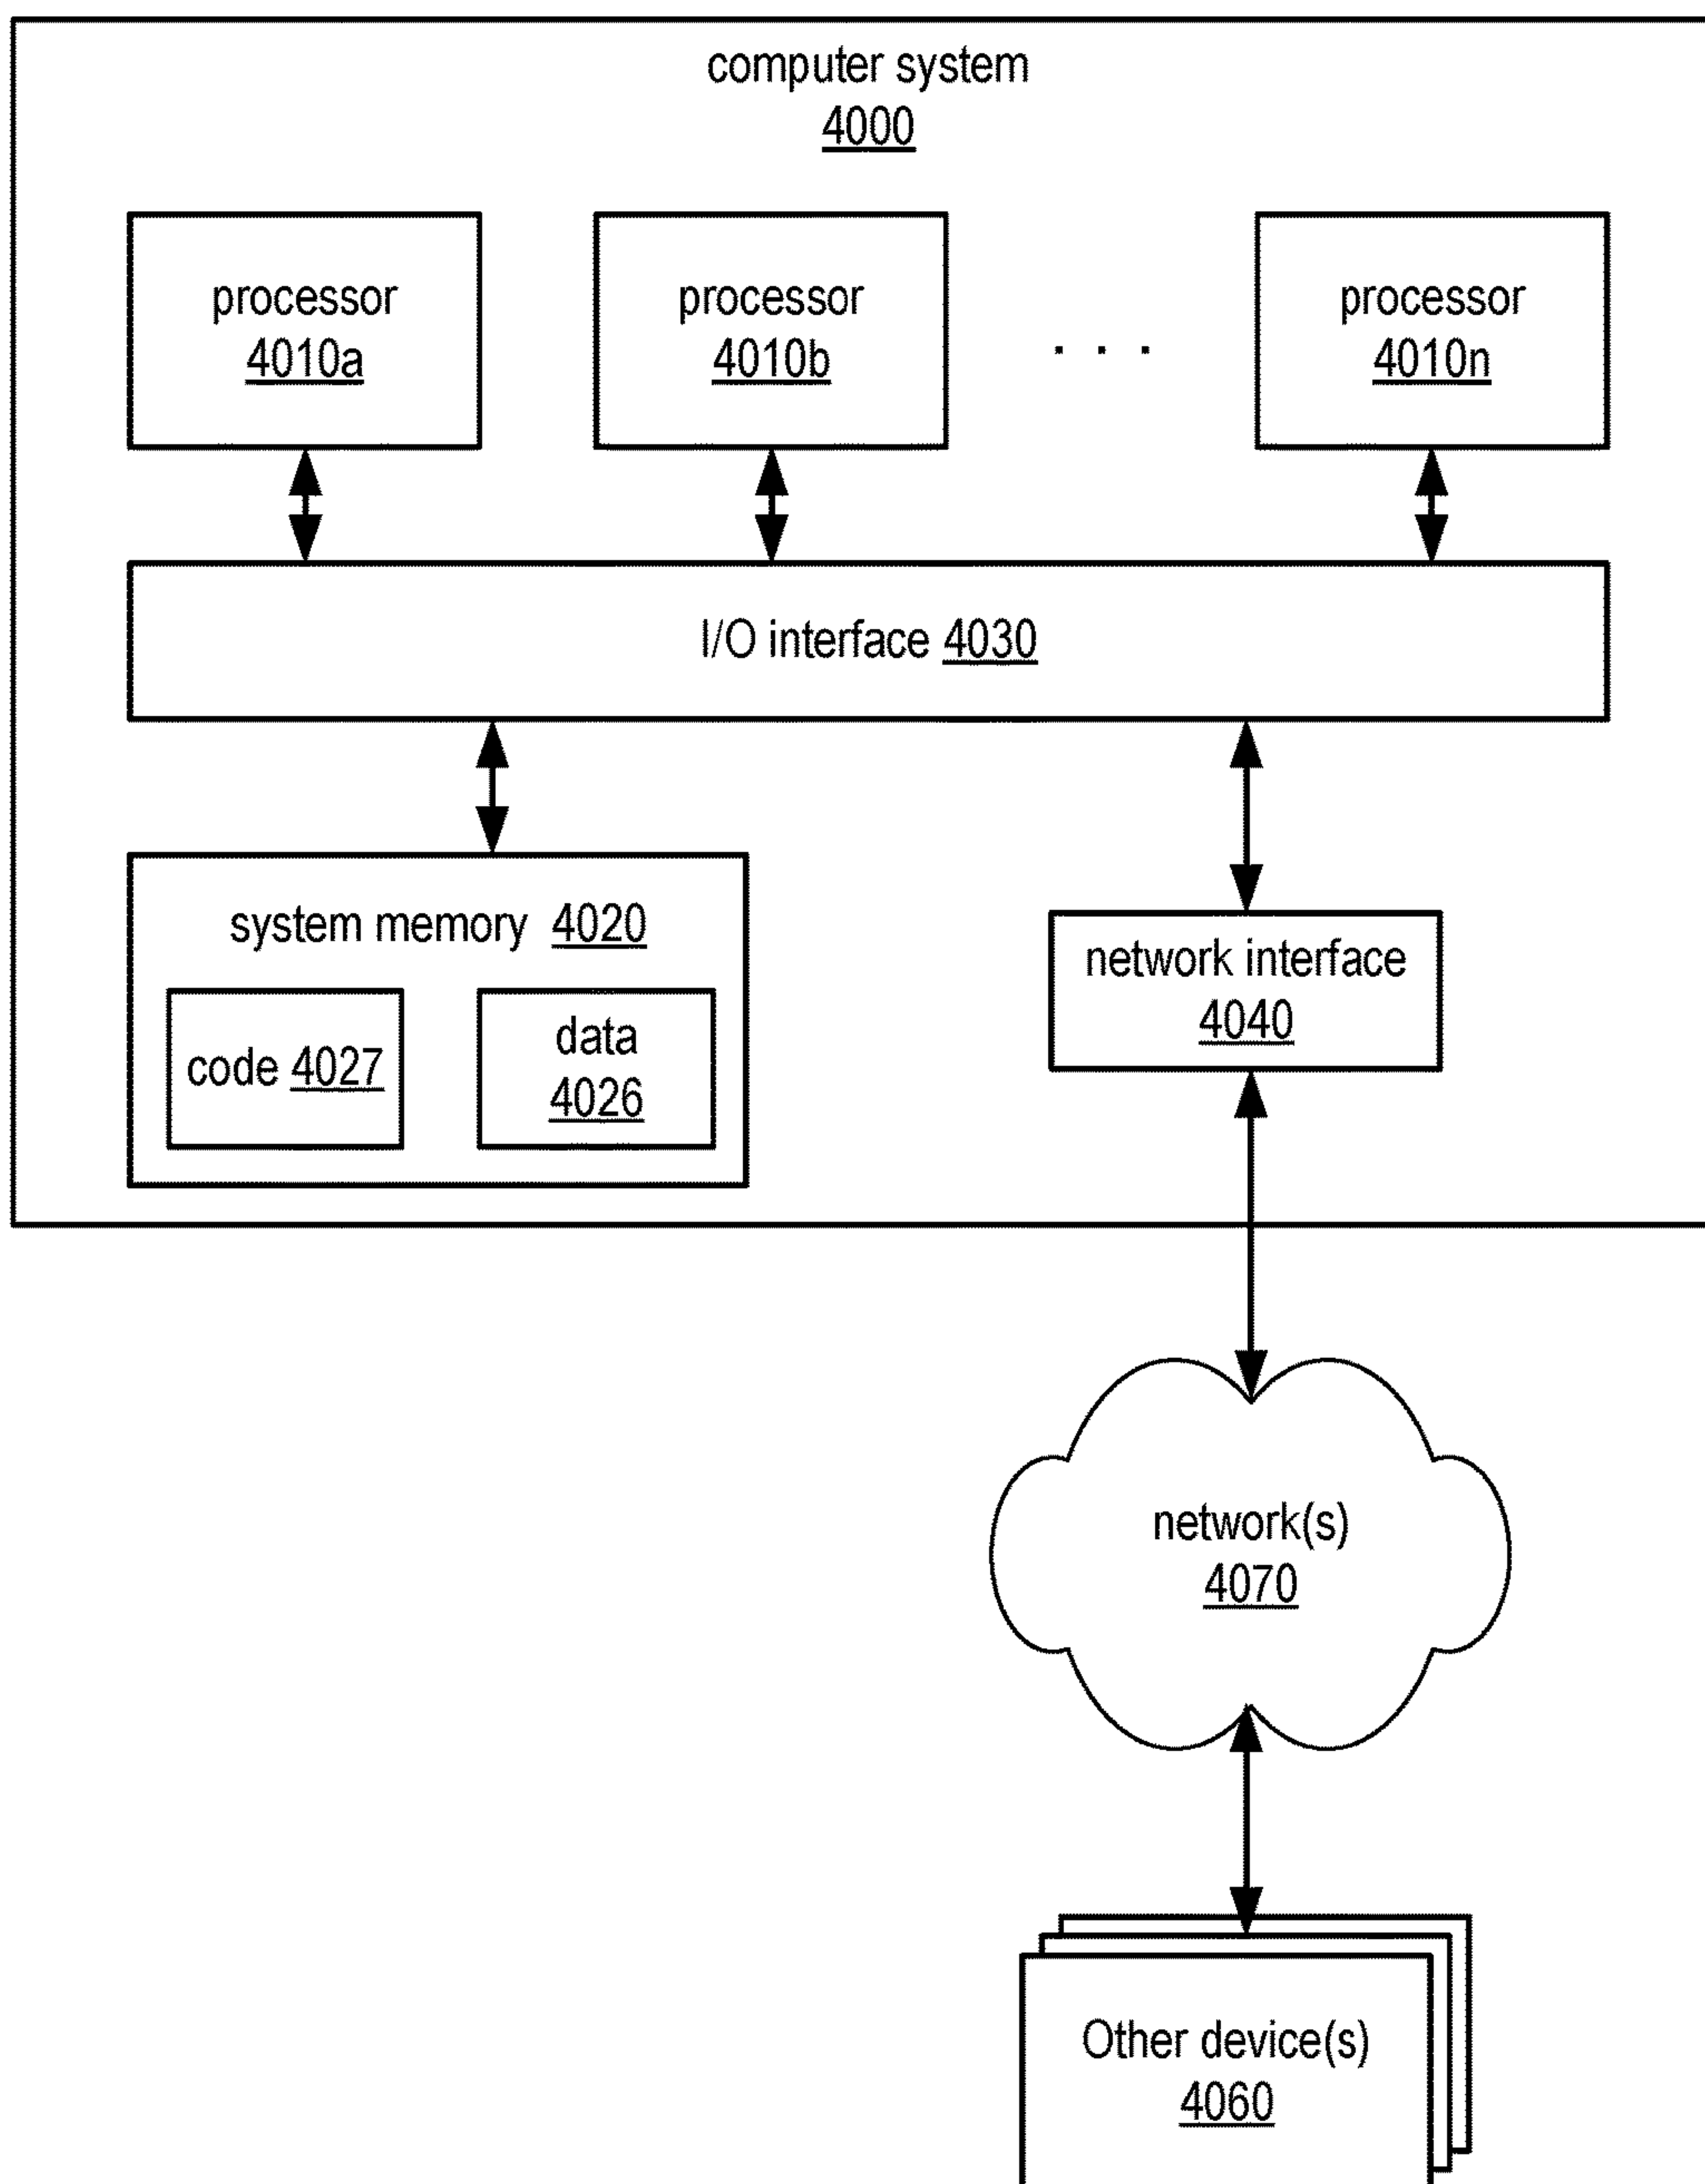 computer system
4000
processor
4010a
processor
4010b
. . .
processor
4010n
I/O interface 4030
system memory 4020
code 4027
data
4026
network interface
4040
network(s)
4070
Other device(s)
4060